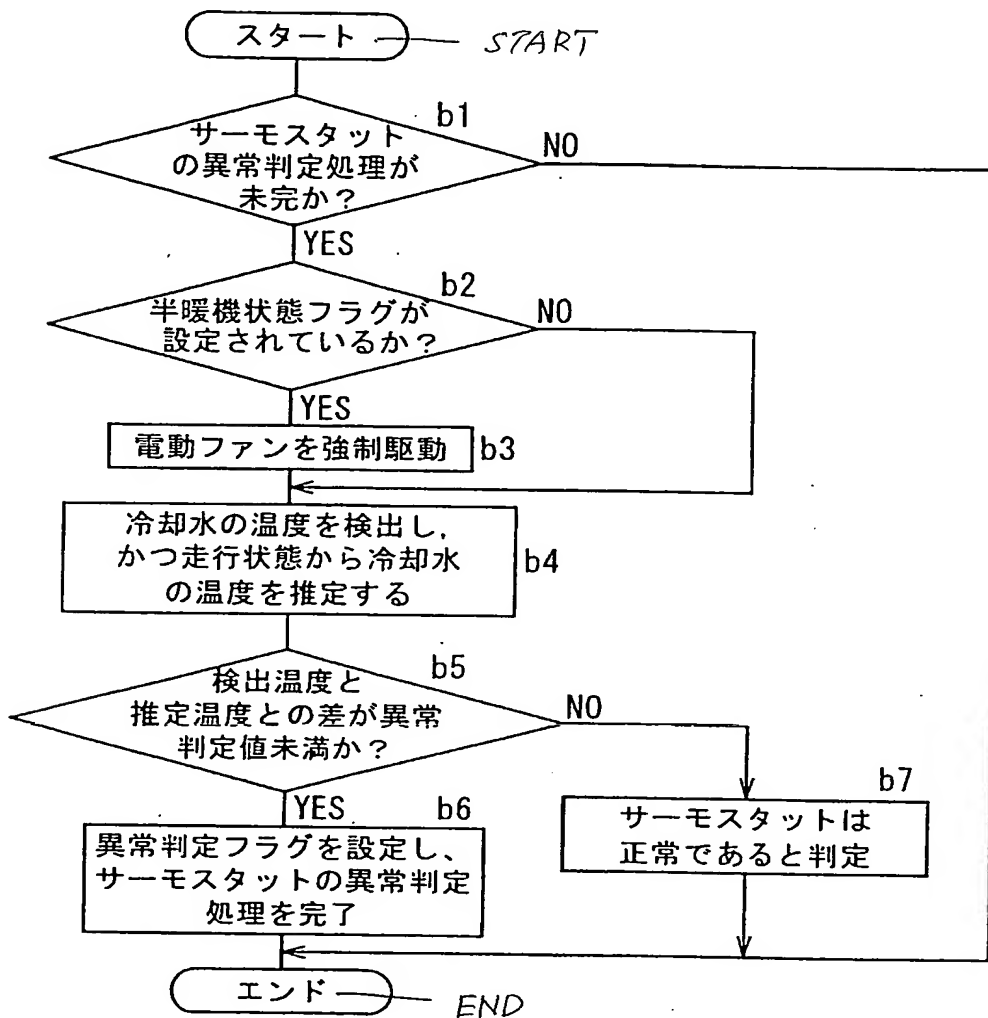 スタート
START
b1
サーモスタット
の異常判定処理が
未完か?
NO
YES
b2
半暖機状態フラグが
設定されているか?
NO
YES
電動ファンを強制駆動
b3
冷却水の温度を検出し,
かつ走行状態から冷却水
の温度を推定する
b4
b5
検出温度と
推定温度との差が異常
判定値未満か?
NO
YES
b6
異常判定フラグを設定し、
サーモスタットの異常判定
処理を完了
b7
サーモスタットは
正常であると判定
エンド
END